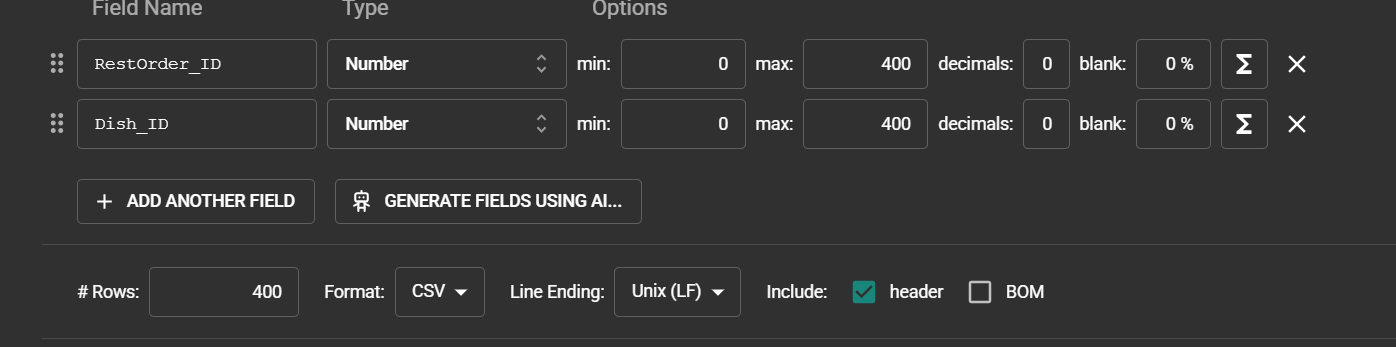 Field Name Type Options
RestOrder_ID Number min: 0 max: 400 decimals: 0 blank: 0 % Σ
Dish_ID Number min: 0 max: 400 decimals: 0 blank: 0 % Σ
+ ADD ANOTHER FIELD GENERATE FIELDS USING AI...
# Rows: 400 Format: CSV Line Ending: Unix (LF) Include: header BOM